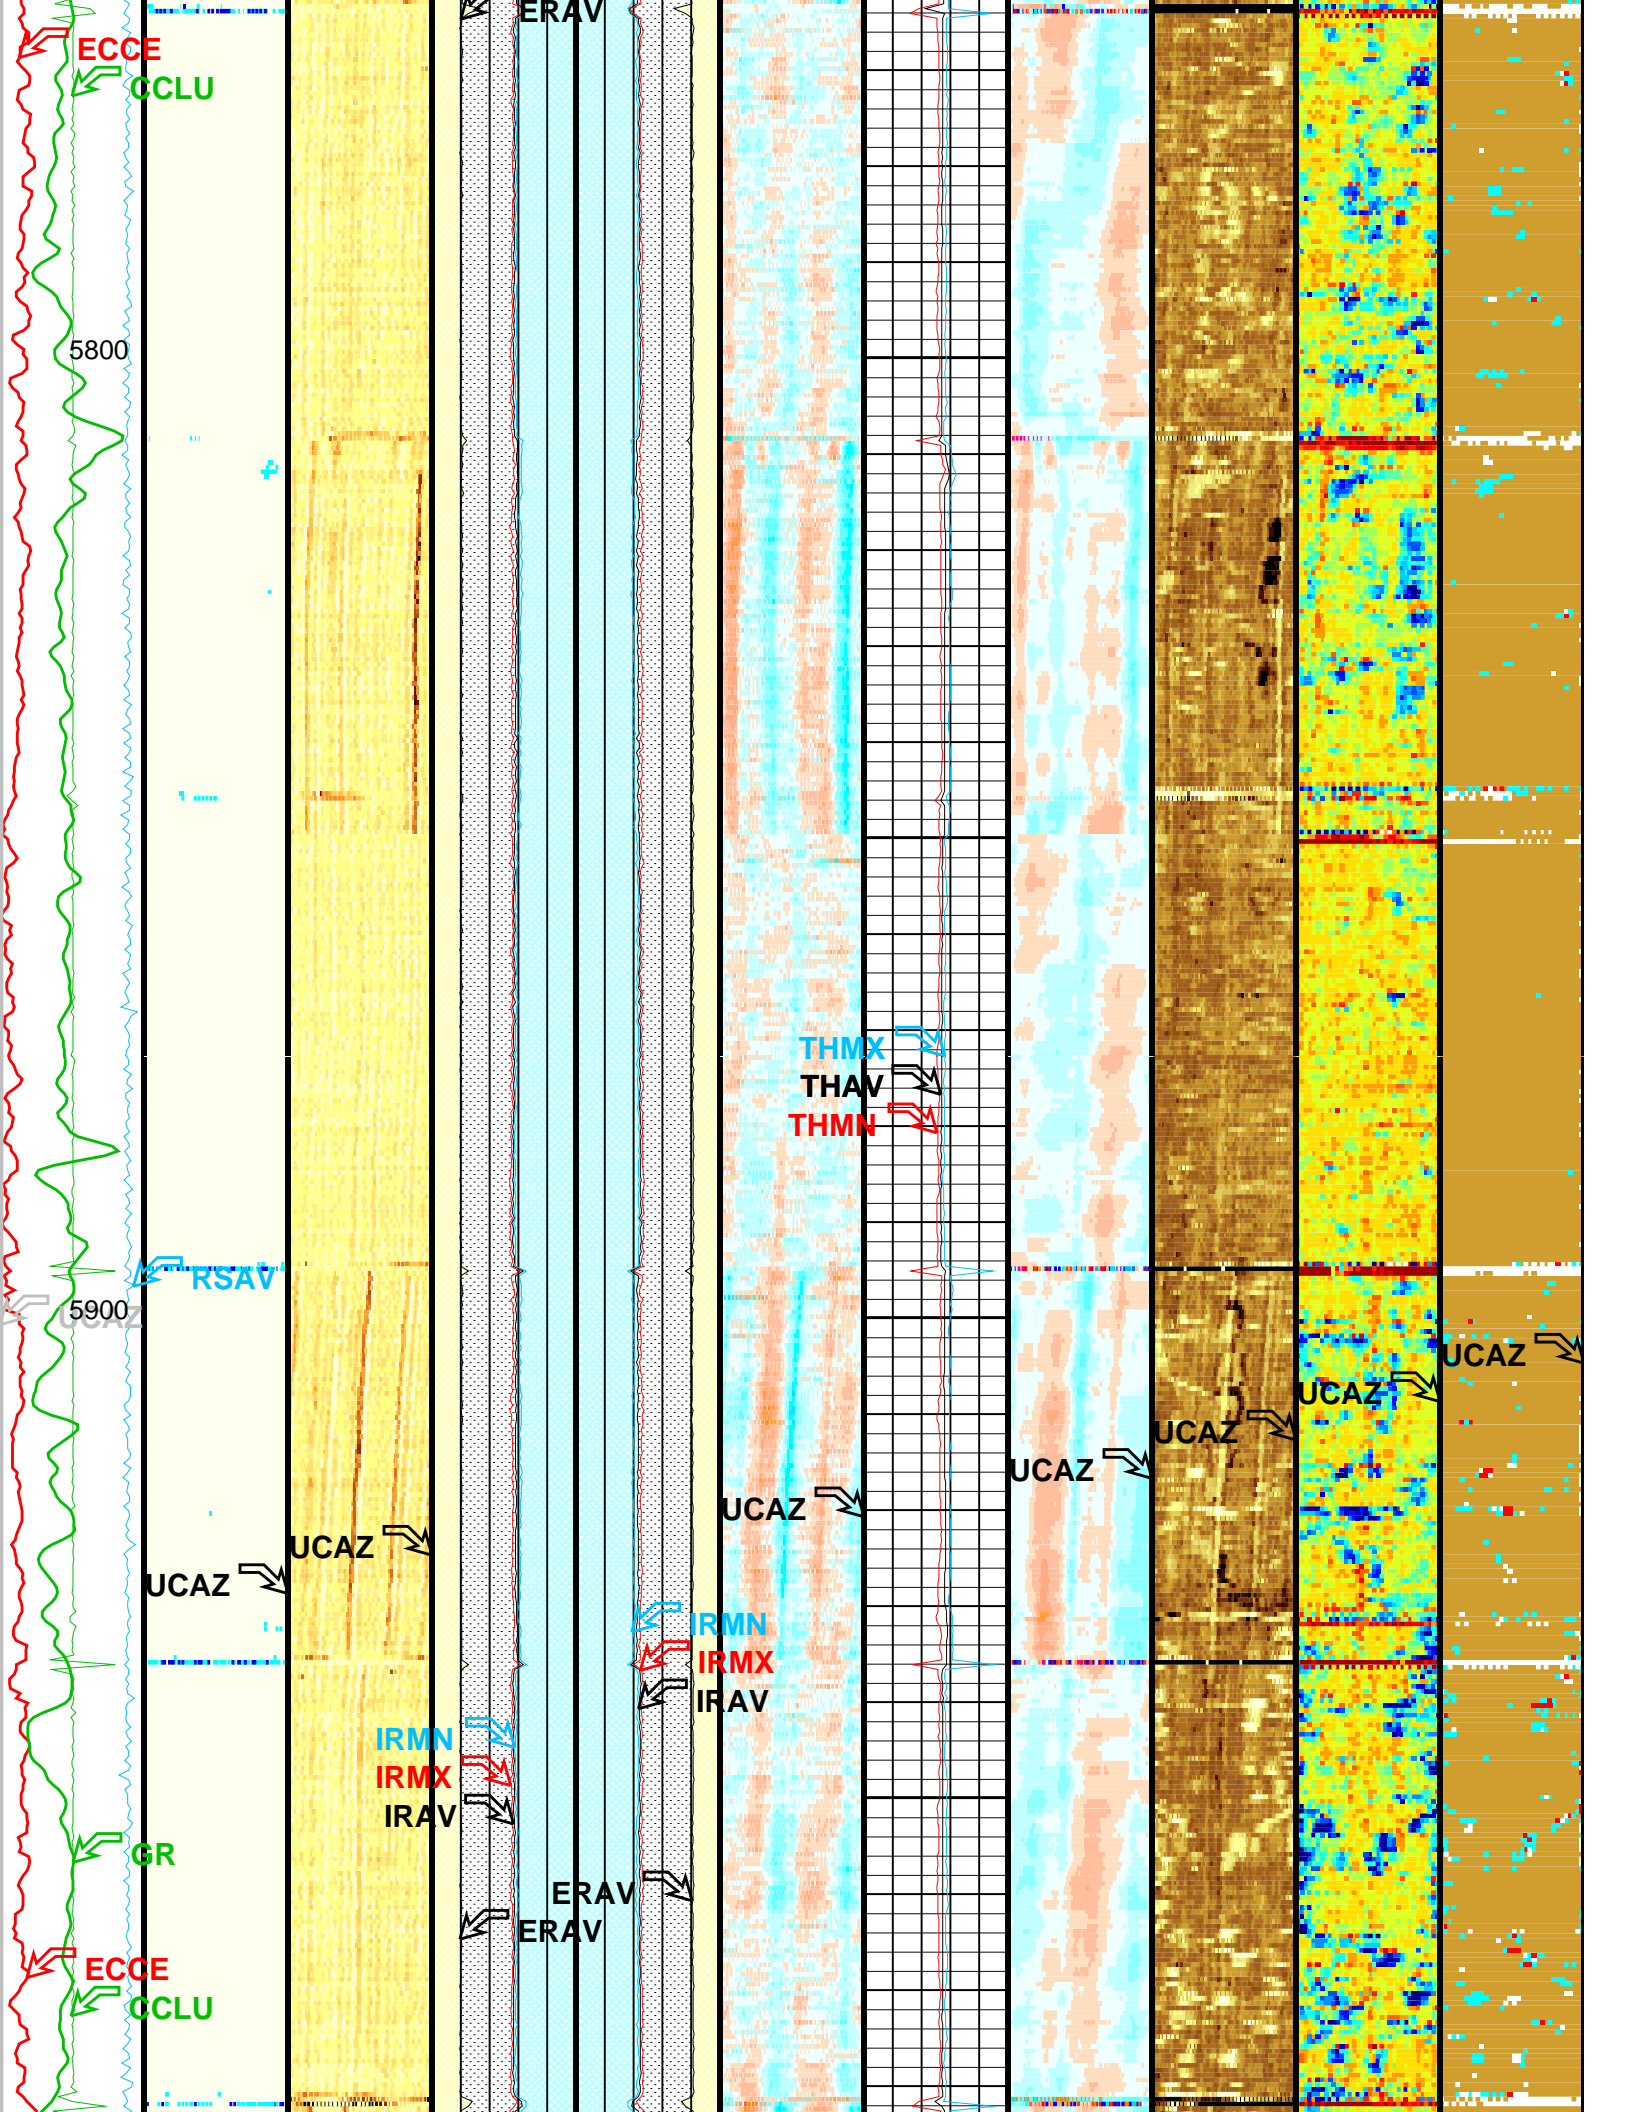 ERAV
ECCE
CCLU
5800
THMX
THAV
THMN
RSAV
5900
UCAZ
UCAZ
UCAZ
UCAZ
UCAZ
UCAZ
UCAZ
UCAZ
IRMN
IRMX
IRAV
IRMN
IRMX
IRAV
GR
ERAV
ERAV
ECCE
CCLU